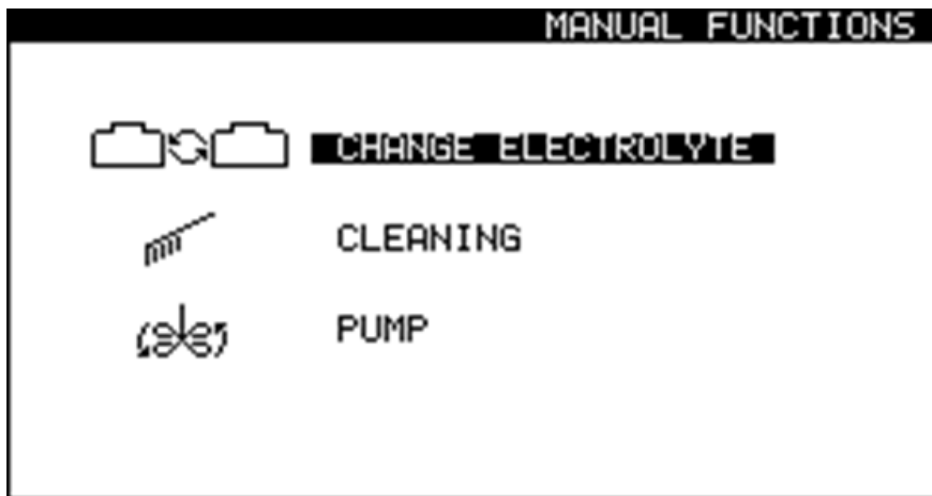 MANUAL FUNCTIONS
CHANGE ELECTROLYTE
CLEANING
PUMP